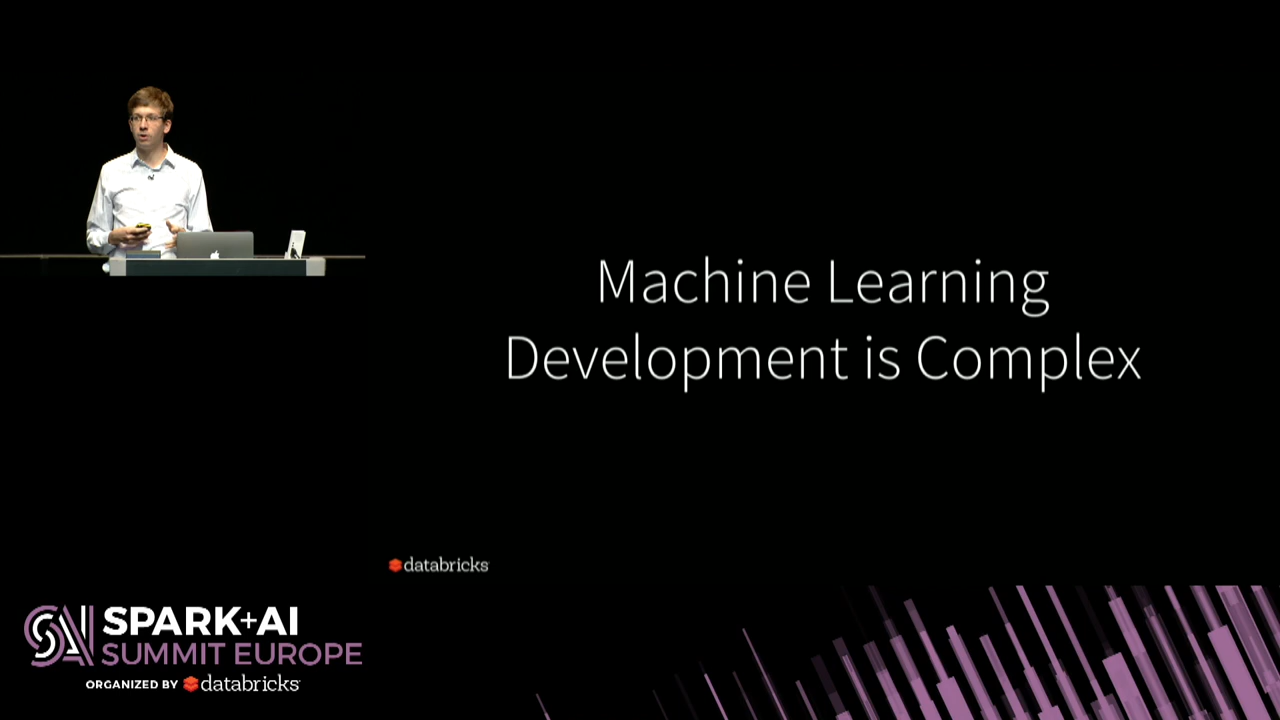 Machine Learning
Development is Complex
databricks
SPARK+AI
SUMMIT EUROPE
ORGANIZED BY databricks